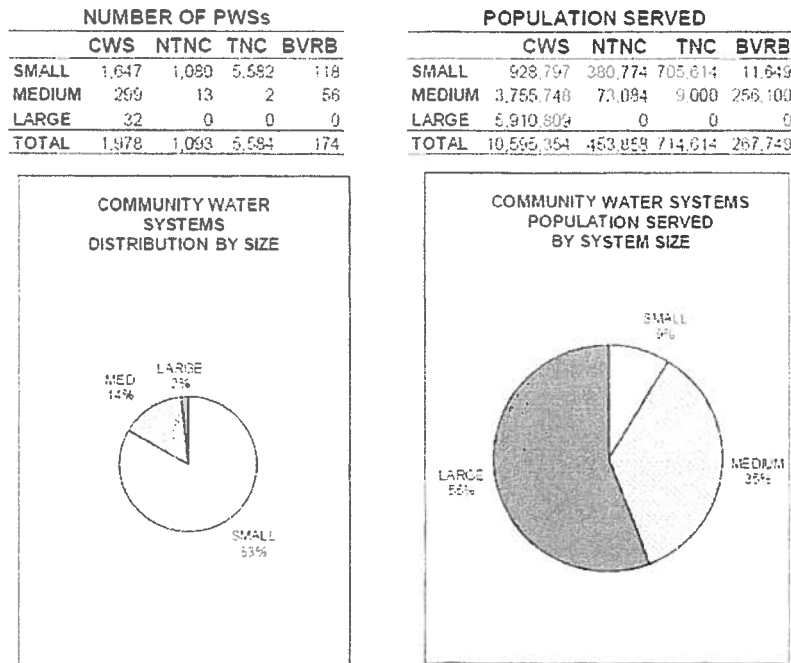 NUMBER OF PWSs
CWS NTNC TNC BVRB
SMALL 1,647 1,080 5,582 118
MEDIUM 299 13 2 56
LARGE 32 0 0 0
TOTAL 1,978 1,093 5,584 174
POPULATION SERVED
CWS NTNC TNC BVRB
SMALL 928,797 380,774 705,614 11,649
MEDIUM 3,755,748 73,084 9,000 256,100
LARGE 5,910,809 0 0 0
TOTAL 10,595,354 453,858 714,614 267,749
COMMUNITY WATER
SYSTEMS
DISTRIBUTION BY SIZE
LARGE
2%
MED
14%
SMALL
83%
COMMUNITY WATER SYSTEMS
POPULATION SERVED
BY SYSTEM SIZE
SMALL
9%
MEDIUM
35%
LARGE
56%